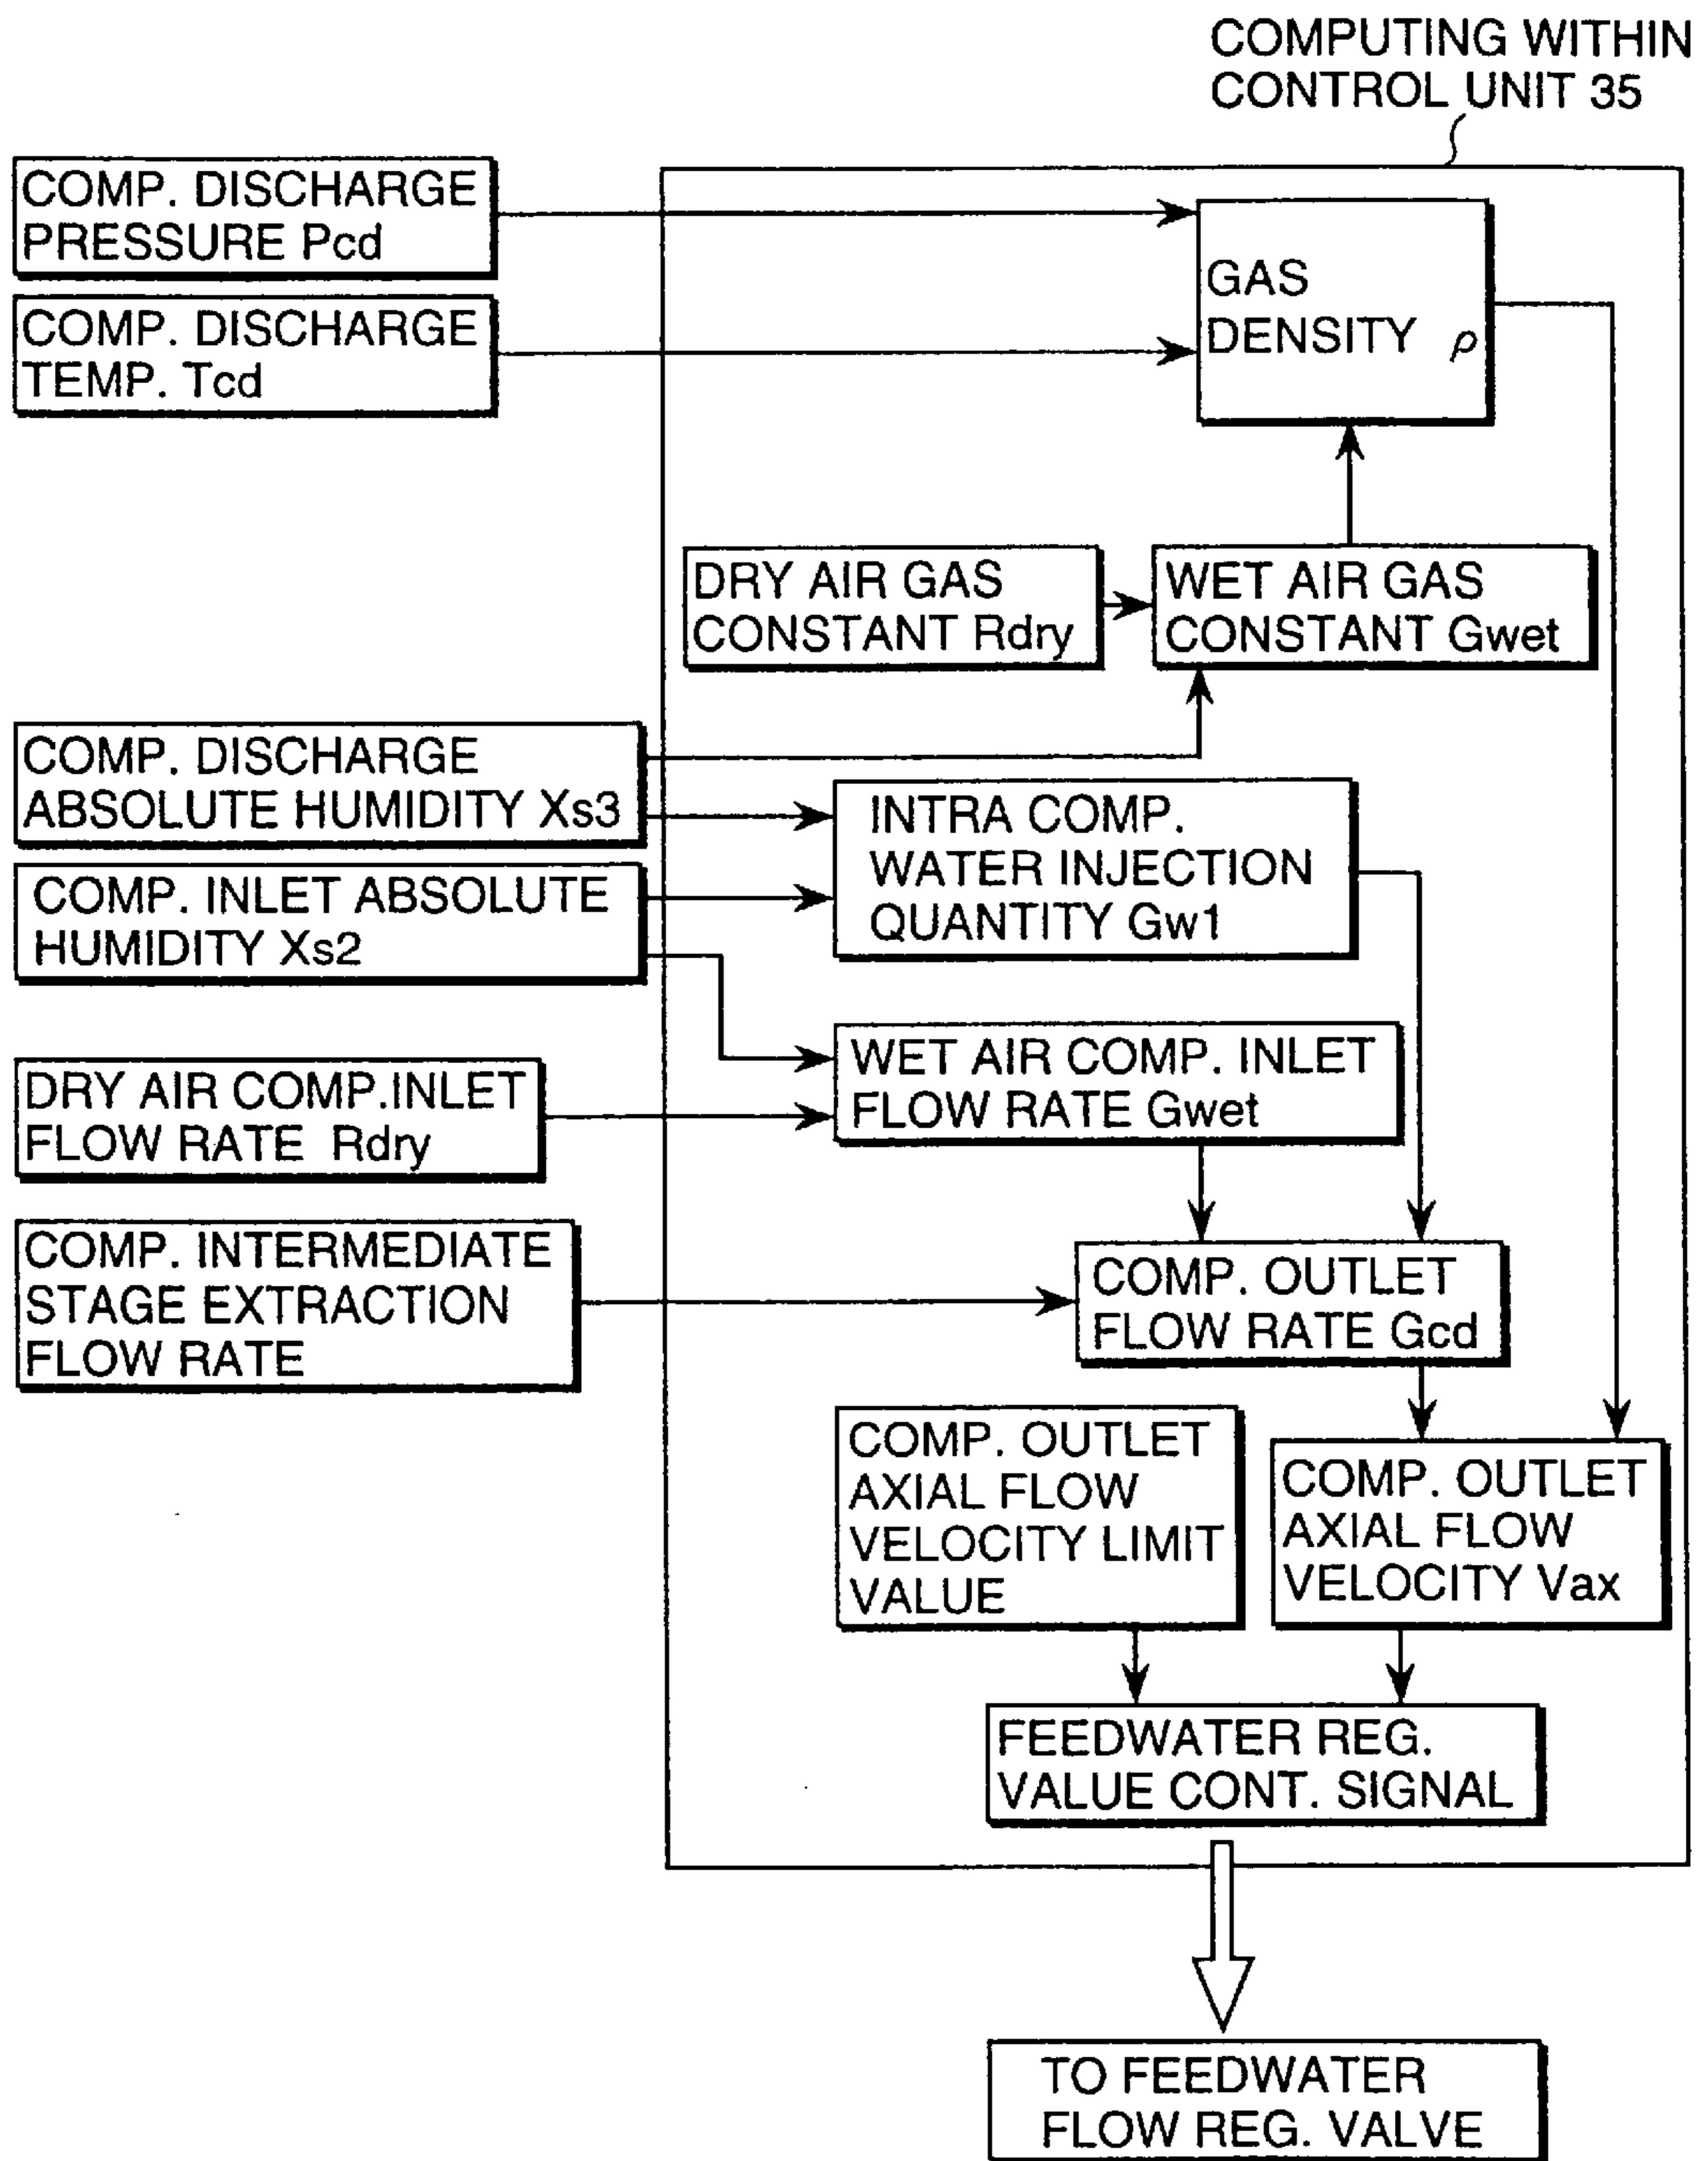 COMPUTING WITHIN
CONTROL UNIT 35
COMP. DISCHARGE
PRESSURE Pcd
COMP. DISCHARGE
TEMP. Tcd
GAS
DENSITY ρ
DRY AIR GAS
CONSTANT Rdry
WET AIR GAS
CONSTANT Gwet
COMP. DISCHARGE
ABSOLUTE HUMIDITY Xs3
INTRA COMP.
WATER INJECTION
QUANTITY Gw1
COMP. INLET ABSOLUTE
HUMIDITY Xs2
WET AIR COMP. INLET
FLOW RATE Gwet
DRY AIR COMP.INLET
FLOW RATE Rdry
COMP. INTERMEDIATE
STAGE EXTRACTION
FLOW RATE
COMP. OUTLET
FLOW RATE Gcd
COMP. OUTLET
AXIAL FLOW
VELOCITY LIMIT
VALUE
COMP. OUTLET
AXIAL FLOW
VELOCITY Vax
FEEDWATER REG.
VALUE CONT. SIGNAL
TO FEEDWATER
FLOW REG. VALVE